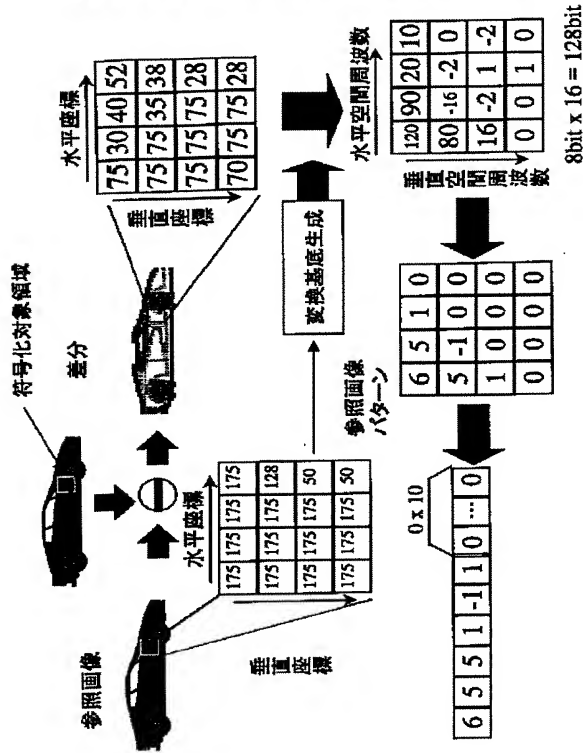 符号化対象領域
参照画像
差分
水平座標
垂直座標
75 30 40 52
75 75 35 38
75 75 75 28
70 75 75 28
水平座標
垂直座標
175 175 175 175
175 175 175 128
175 175 175 50
175 175 175 50
参照画像
パターン
変換基底生成
水平空間周波数
垂直空間周波数
120 90 20 10
80 -16 -2 0
16 -2 1 -2
0 0 1 0
8bit x 16 = 128bit
6 5 1 0
5 -1 0 0
1 0 0 0
0 0 0 0
0 x 10
6 5 5 1 -1 1 0 ... 0